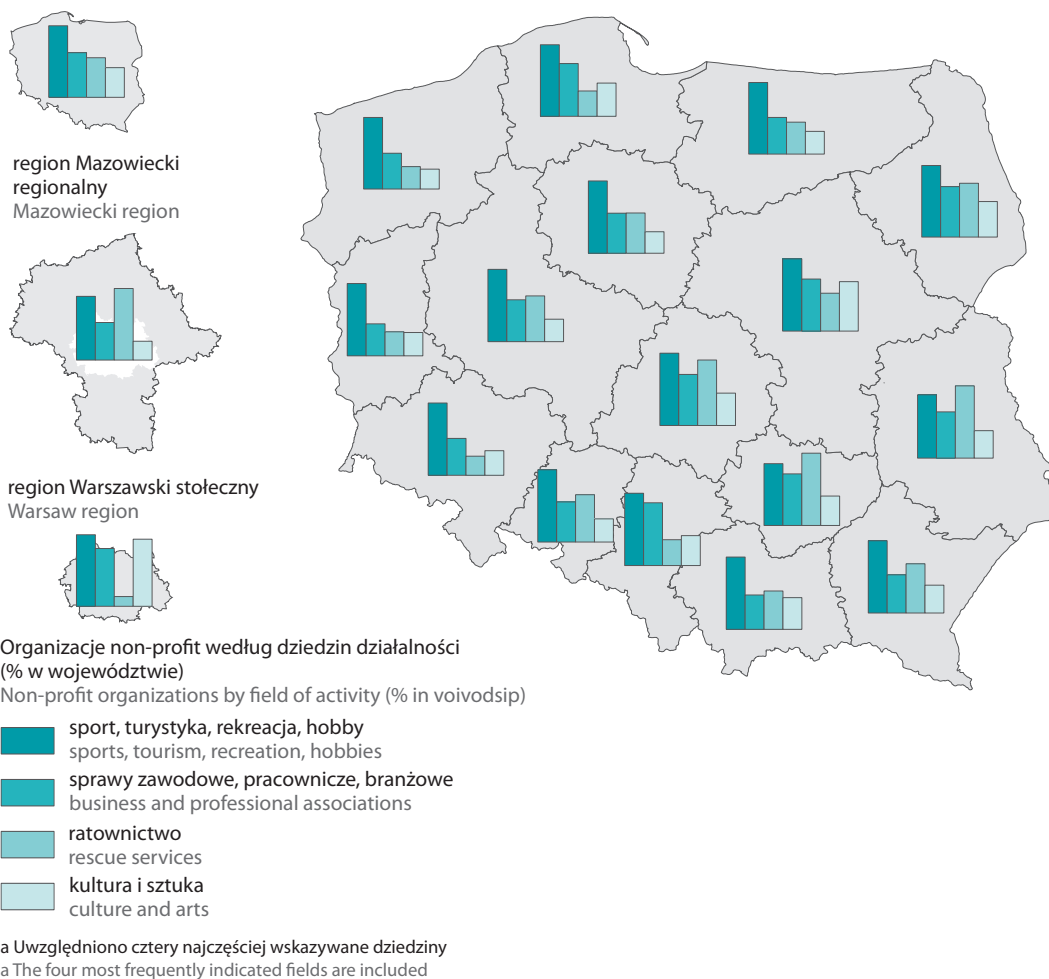 region Mazowiecki
regionalny
Mazowiecki region
region Warszawski stołeczny
Warsaw region
Organizacje non-profit według dziedzin działalności
(% w województwie)
Non-profit organizations by field of activity (% in voivodsip)
sport, turystyka, rekreacja, hobby
sports, tourism, recreation, hobbies
sprawy zawodowe, pracownicze, branżowe
business and professional associations
ratownictwo
rescue services
kultura i sztuka
culture and arts
a Uwzględniono cztery najczęściej wskazywane dziedziny
a The four most frequently indicated fields are included